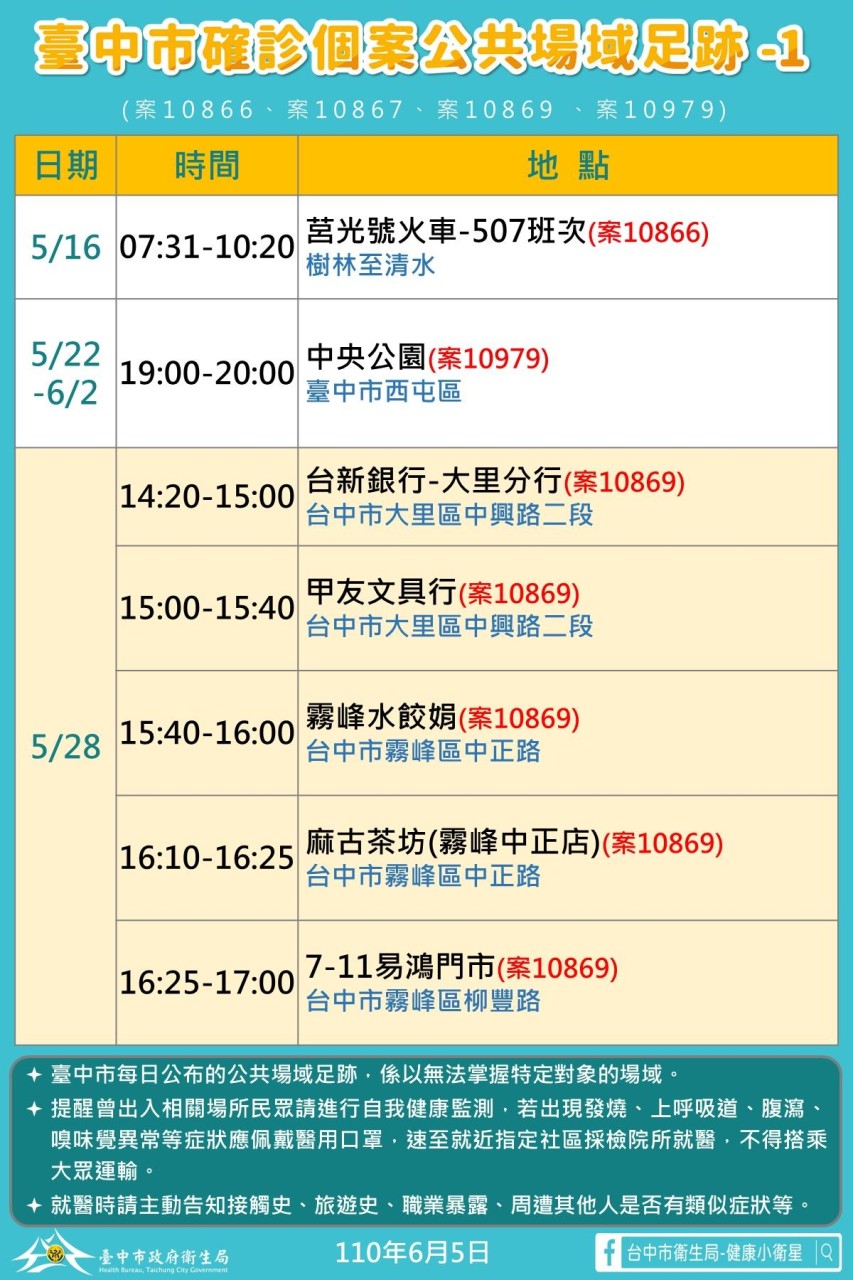 臺中市確診個案公共場域足跡-1
(案10866、案10867、案10869、案10979)
日期 時間 地點
5/16 07:31-10:20 莒光號火車-507班次(案10866)
樹林至清水
5/22
-6/2 19:00-20:00 中央公園(案10979)
臺中市西屯區
5/28 14:20-15:00 台新銀行-大里分行(案10869)
台中市大里區中興路二段
15:00-15:40 甲友文具行(案10869)
台中市大里區中興路二段
15:40-16:00 霧峰水餃娟(案10869)
台中市霧峰區中正路
16:10-16:25 麻古茶坊(霧峰中正店)(案10869)
台中市霧峰區中正路
16:25-17:00 7-11易鴻門市(案10869)
台中市霧峰區柳豐路
臺中市每日公布的公共場域足跡，係以無法掌握特定對象的場域。
提醒曾出入相關場所民眾請進行自我健康監測，若出現發燒、上呼吸道、腹瀉、
嗅味覺異常等症狀應佩戴醫用口罩，速至就近指定社區採檢院所就醫，不得搭乘
大眾運輸。
就醫時請主動告知接觸史、旅遊史、職業暴露、周遭其他人是否有類似症狀等。
臺中市政府衛生局
Health Bureau, Taichung City Government
110年6月5日
台中市衛生局-健康小衛星